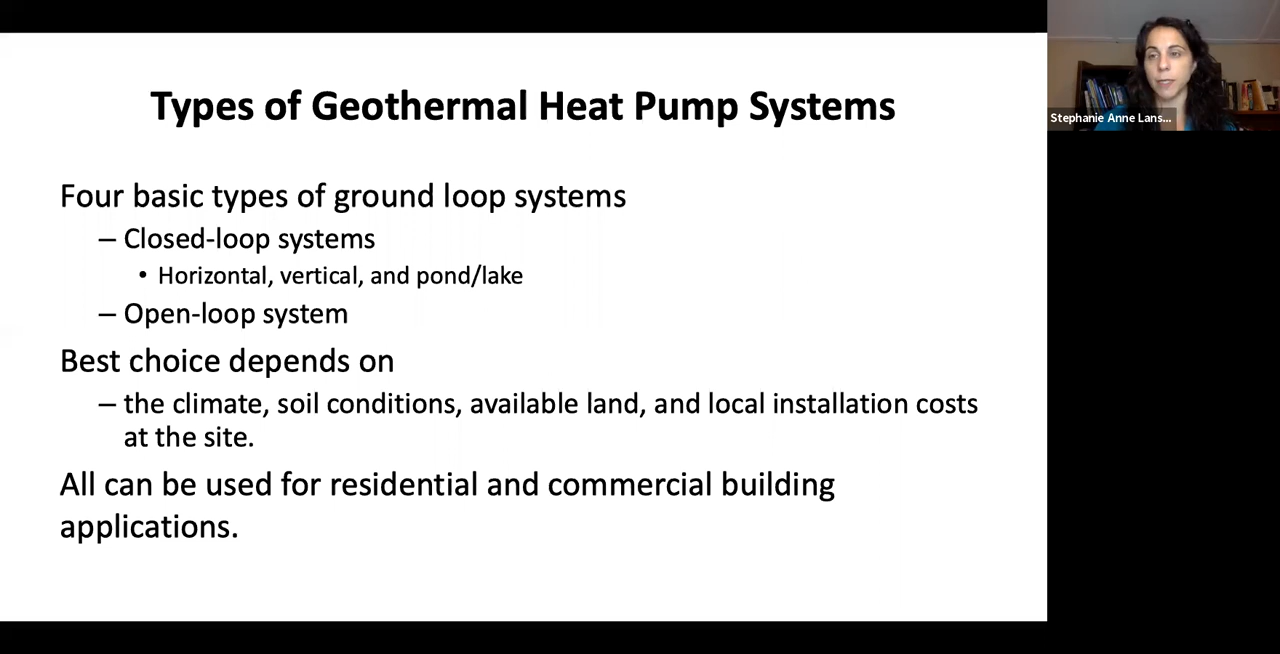 Types of Geothermal Heat Pump Systems
Four basic types of ground loop systems
– Closed-loop systems
• Horizontal, vertical, and pond/lake
– Open-loop system
Best choice depends on
– the climate, soil conditions, available land, and local installation costs
at the site.
All can be used for residential and commercial building
applications.
Stephanie Anne Lans...